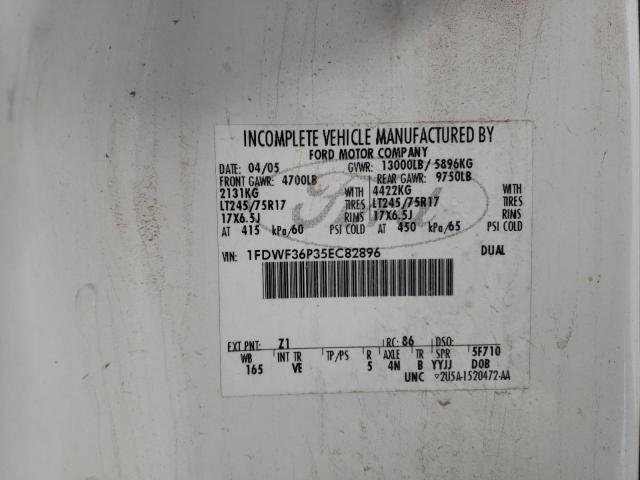 INCOMPLETE VEHICLE MANUFACTURED BY
FORD MOTOR COMPANY
DATE: 04/05 GVWR: 13000LB/ 5896KG
FRONT GAWR: 4700LB REAR GAWR: 9750LB
2131KG WITH 4422KG WITH
LT245/75R17 TIRES LT245/75R17 TIRES
17X6.5J RIMS 17X6.5J RIMS
AT 415 kPa/60 PSI COLD AT 450 kPa/65 PSI COLD
VIN: 1FDWF36P35EC82896 DUAL
Ford
EXT PNT: Z1 RC: 86 DSO:
WB INT TR TP/PS R AXLE TR SPR 5F710
165 VE 5 4N B YYJJ DOB
UNC ▽2U5A-1520472-AA